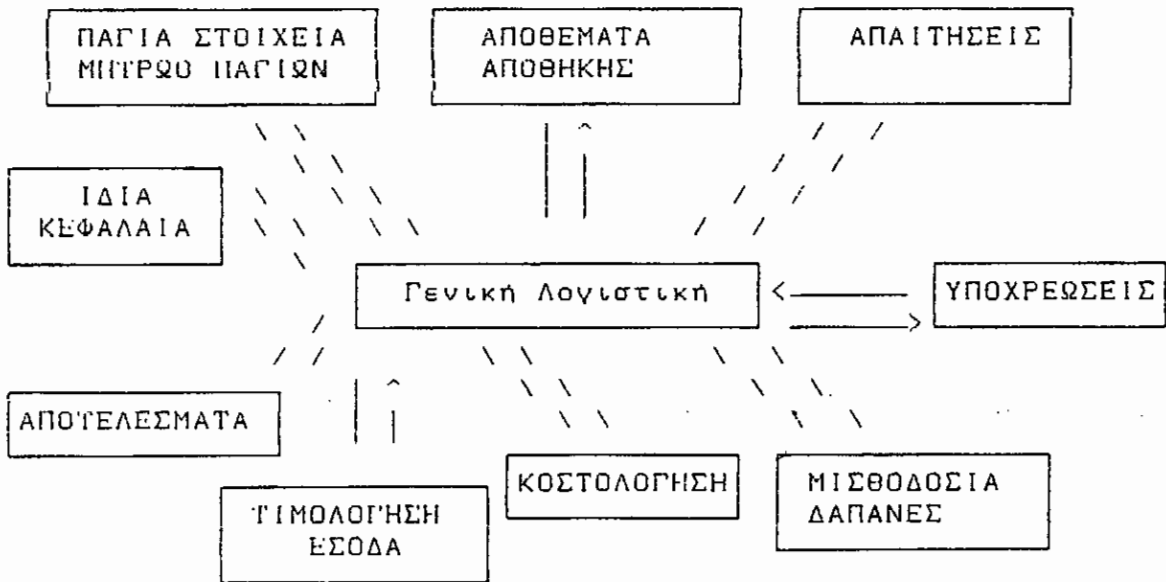 ΠΑΓΙΑ ΣΤΟΙΧΕΙΑ
ΜΗΤΡΩΟ ΠΑΓΙΩΝ
ΑΠΟΘΕΜΑΤΑ
ΑΠΟΘΗΚΗΣ
ΑΠΑΙΤΗΣΕΙΣ
ΙΔΙΑ
ΚΕΦΑΛΑΙΑ
Γενική Λογιστική
ΥΠΟΧΡΕΩΣΕΙΣ
ΑΠΟΤΕΛΕΣΜΑΤΑ
ΤΙΜΟΛΟΓΗΣΗ
ΕΣΟΔΑ
ΚΟΣΤΟΛΟΓΗΣΗ
ΜΙΣΘΟΔΟΣΙΑ
ΔΑΠΑΝΕΣ